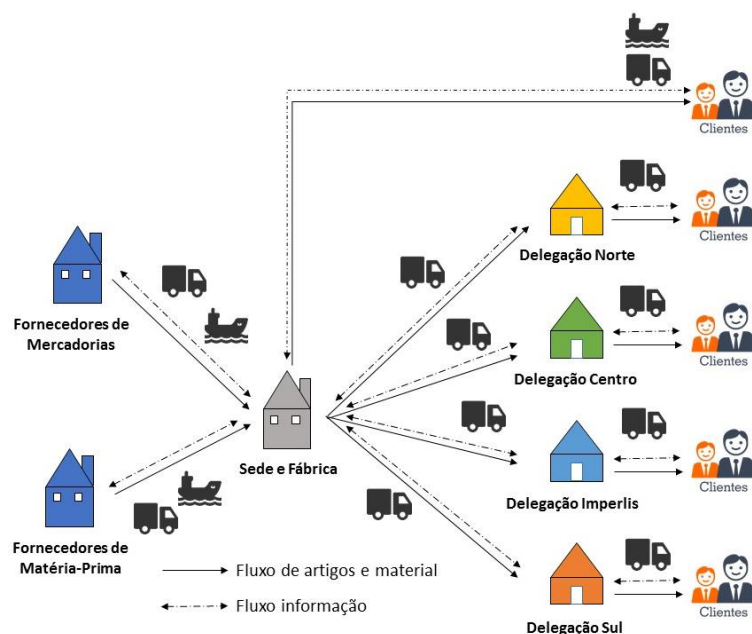 Clientes
Clientes
Delegação Norte
Fornecedores de
Mercadorias
Clientes
Delegação Centro
Sede e Fábrica
Clientes
Delegação Imperlis
Fornecedores de
Matéria-Prima
Fluxo de artigos e material
Fluxo informação
Clientes
Delegação Sul